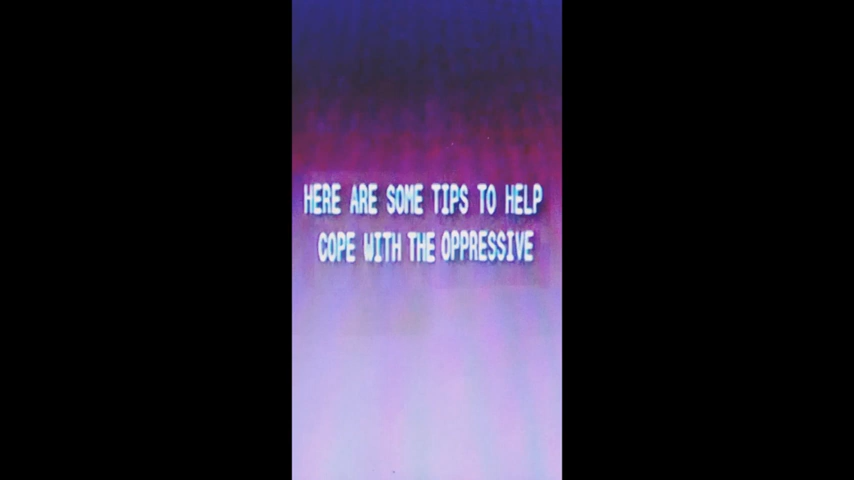 HERE ARE SOME TIPS TO HELP
COPE WITH THE OPPRESSIVE